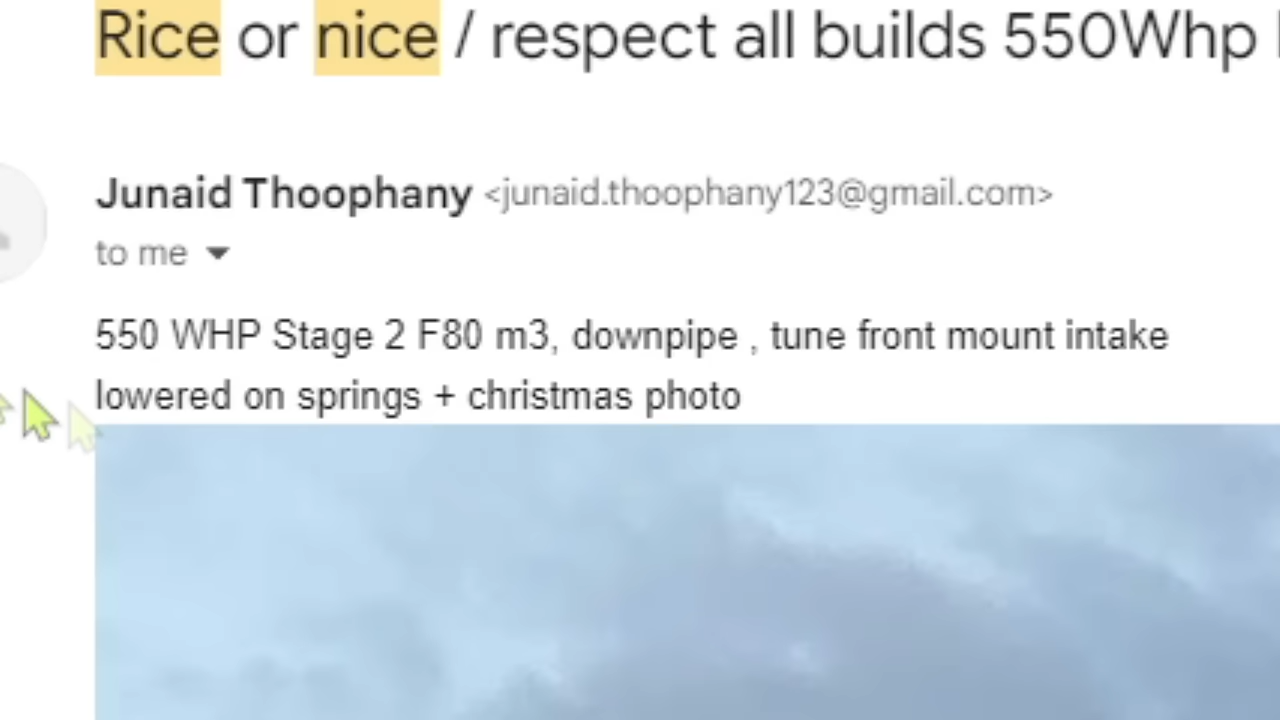 Rice or nice / respect all builds 550Whp
Junaid Thoophany <junaid.thoophany123@gmail.com>
to me
550 WHP Stage 2 F80 m3, downpipe , tune front mount intake
lowered on springs + christmas photo